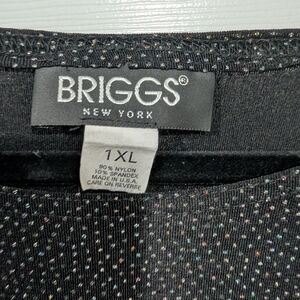 BRIGGS®
NEW YORK
1XL
90% NYLON
10% SPANDEX
MADE IN U.S.A.
CARE ON REVERSE